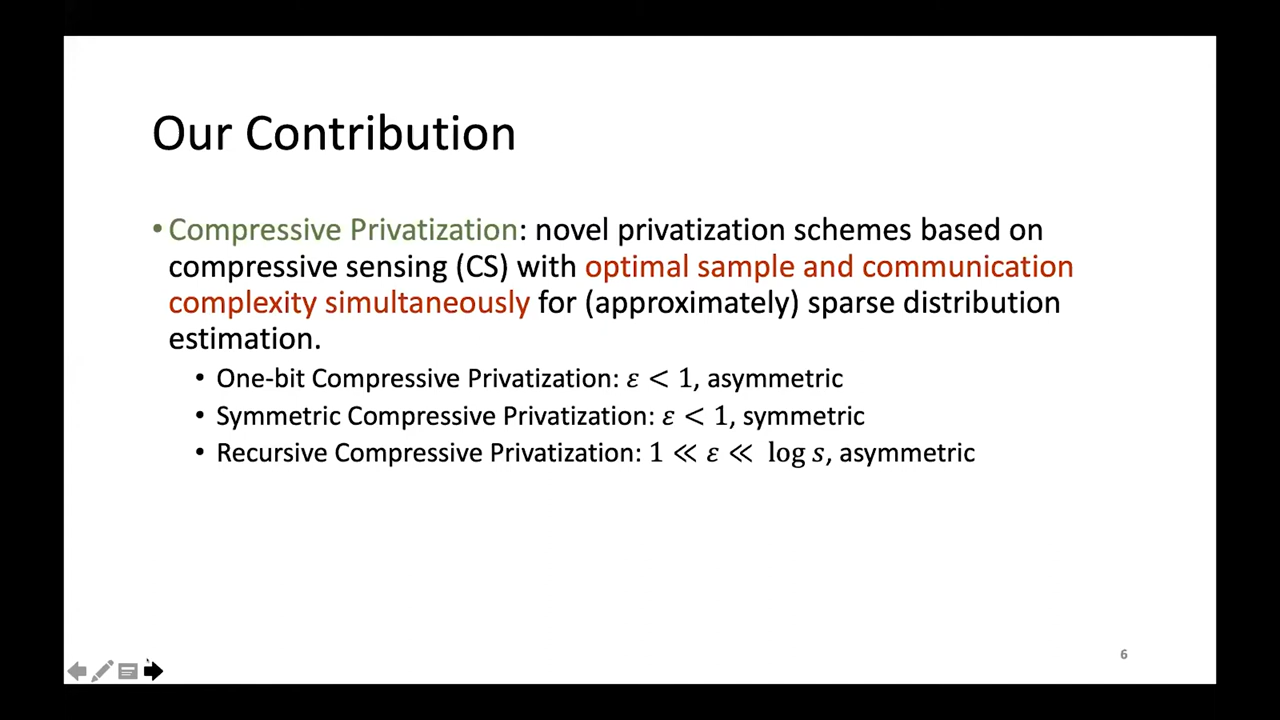 Our Contribution
• Compressive Privatization: novel privatization schemes based on
compressive sensing (CS) with optimal sample and communication
complexity simultaneously for (approximately) sparse distribution
estimation.
• One-bit Compressive Privatization: 𝜀 < 1, asymmetric
• Symmetric Compressive Privatization: 𝜀 < 1, symmetric
• Recursive Compressive Privatization: 1 ≪ 𝜀 ≪ log 𝑠, asymmetric
6